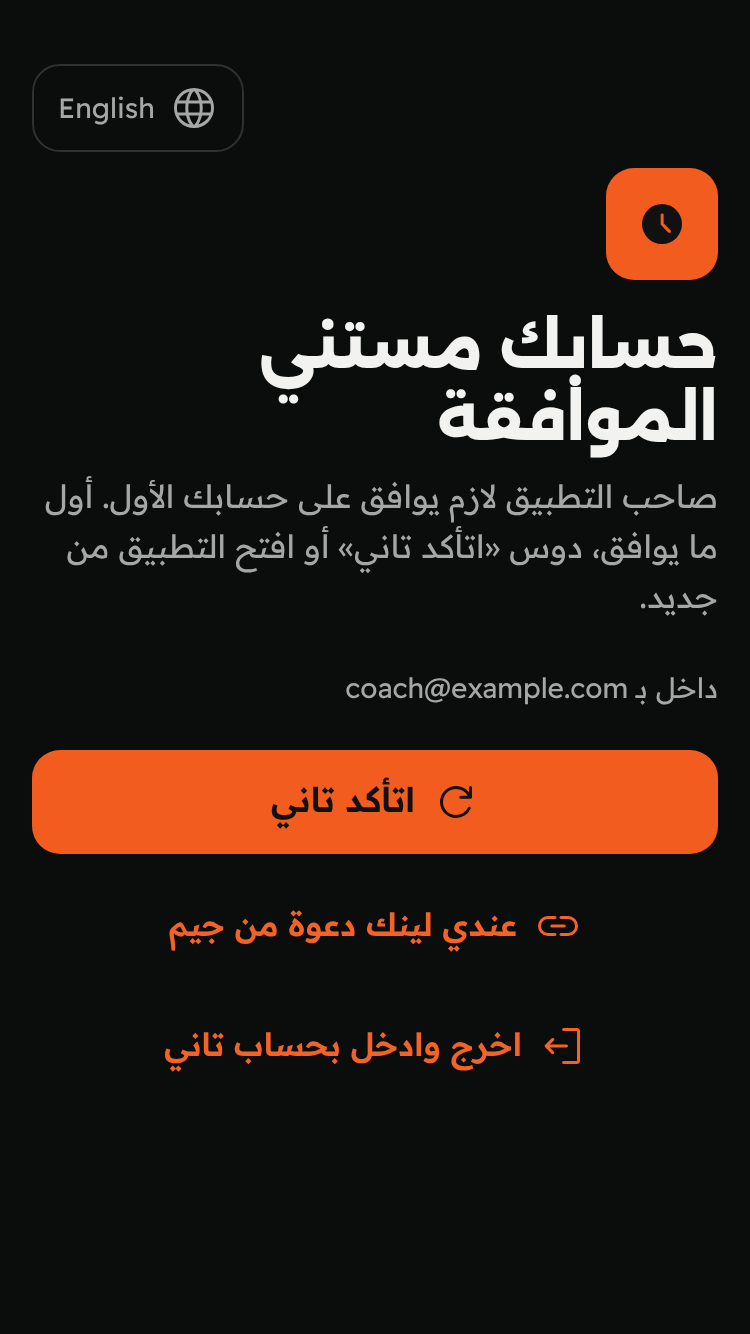 English
حسابك مستني
الموافقة
صاحب التطبيق لازم يوافق على حسابك الأول. أول
ما يوافق، دوس «اتأكد تاني» أو افتح التطبيق من
جديد.
داخل بـ coach@example.com
اتأكد تاني
عندي لينك دعوة من جيم
اخرج وادخل بحساب تاني